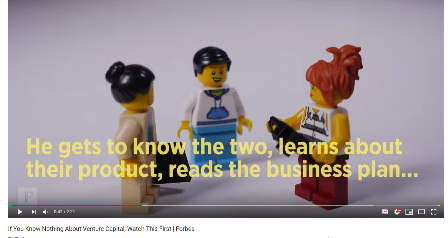 He gets to know the two, learns about
their product, reads the business plan...
F
If You Know Nothing About Venture Capital, Watch This First | Forbes